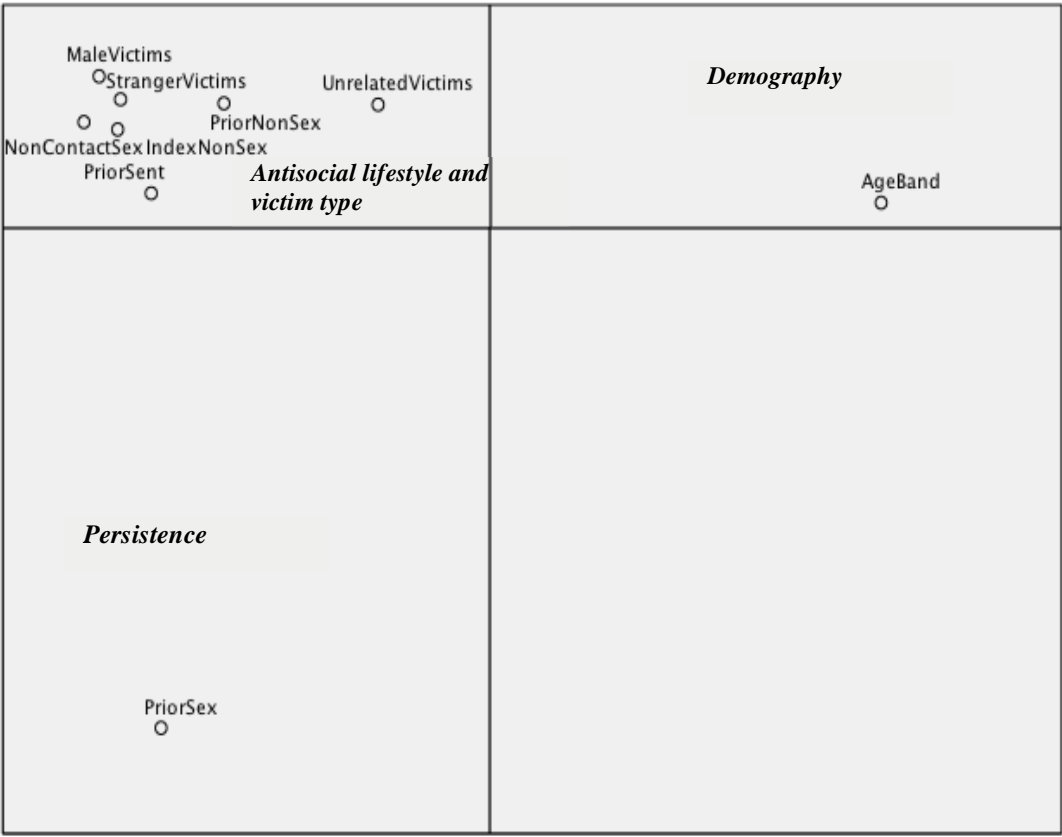 MaleVictims
StrangerVictims
UnrelatedVictims
Demography
PriorNonSex
NonContactSex IndexNonSex
PriorSent
Antisocial lifestyle and
victim type
AgeBand
Persistence
PriorSex